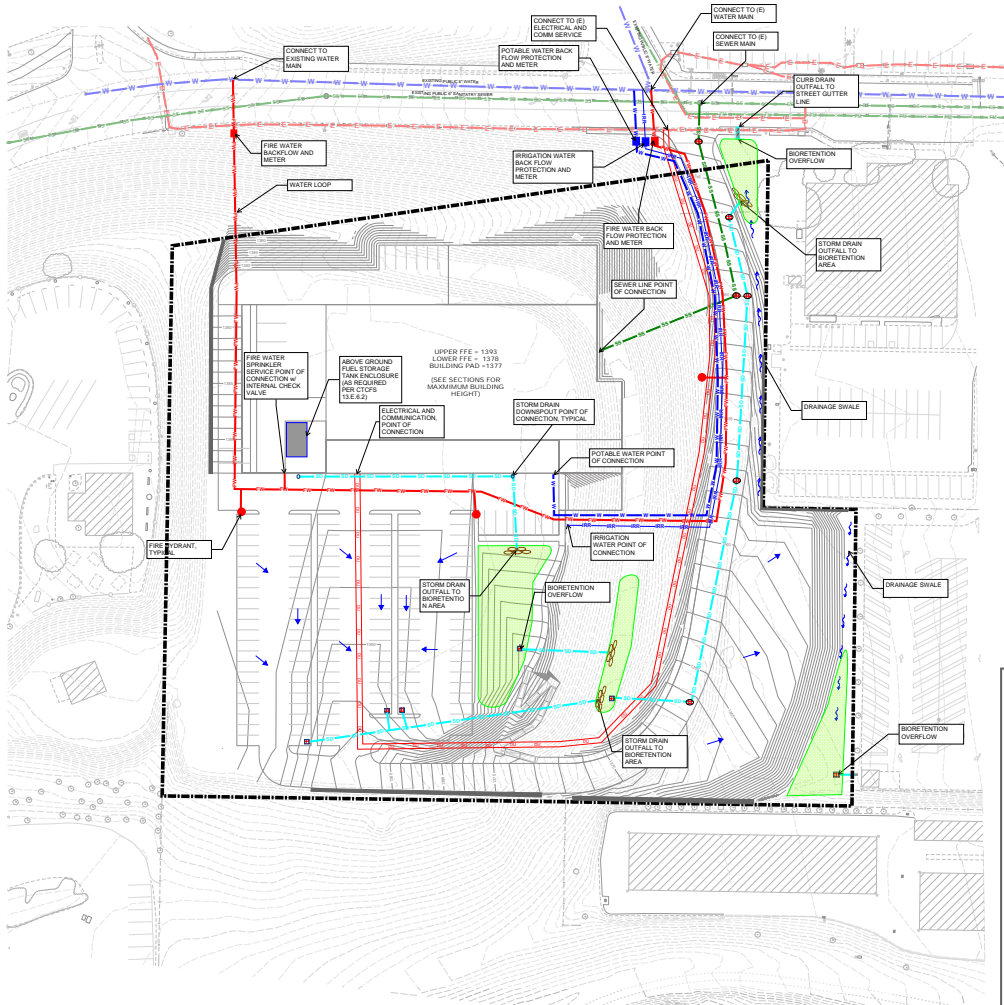 CONNECT TO (E)
ELECTRICAL AND
COMM SERVICE
CONNECT TO (E)
WATER MAIN
CONNECT TO (E)
SEWER MAIN
CONNECT TO
EXISTING WATER
MAIN
POTABLE WATER BACK
FLOW PROTECTION
AND METER
CURB DRAIN
OUTFALL TO
STREET GUTTER
LINE
EXISTING PUBLIC 8" WATER
EXISTING PUBLIC 8" SANITARY SEWER
FIRE WATER
BACKFLOW AND
METER
IRRIGATION WATER
BACK FLOW
PROTECTION AND
METER
BIORETENTION
OVERFLOW
WATER LOOP
FIRE WATER BACK
FLOW PROTECTION
AND METER
STORM DRAIN
OUTFALL TO
BIORETENTION
AREA
SEWER LINE POINT
OF CONNECTION
UPPER FFE = 1393
LOWER FFE = 1378
BUILDING PAD =1377
(SEE SECTIONS FOR
MAXMIMUM BUILDING
HEIGHT)
FIRE WATER
SPRINKLER
SERVICE POINT OF
CONNECTION w/
INTERNAL CHECK
VALVE
ABOVE GROUND
FUEL STORAGE
TANK ENCLOSURE
(AS REQUIRED
PER CTCFS
13.E.6.2)
ELECTRICAL AND
COMMUNICATION,
POINT OF
CONNECTION
STORM DRAIN
DOWNSPOUT POINT OF
CONNECTION, TYPICAL
DRAINAGE SWALE
POTABLE WATER POINT
OF CONNECTION
FIRE HYDRANT,
TYPICAL
IRRIGATION
WATER POINT OF
CONNECTION
STORM DRAIN
OUTFALL TO
BIORETENTIO
N AREA
BIORETENTION
OVERFLOW
DRAINAGE SWALE
STORM DRAIN
OUTFALL TO
BIORETENTION
AREA
BIORETENTION
OVERFLOW